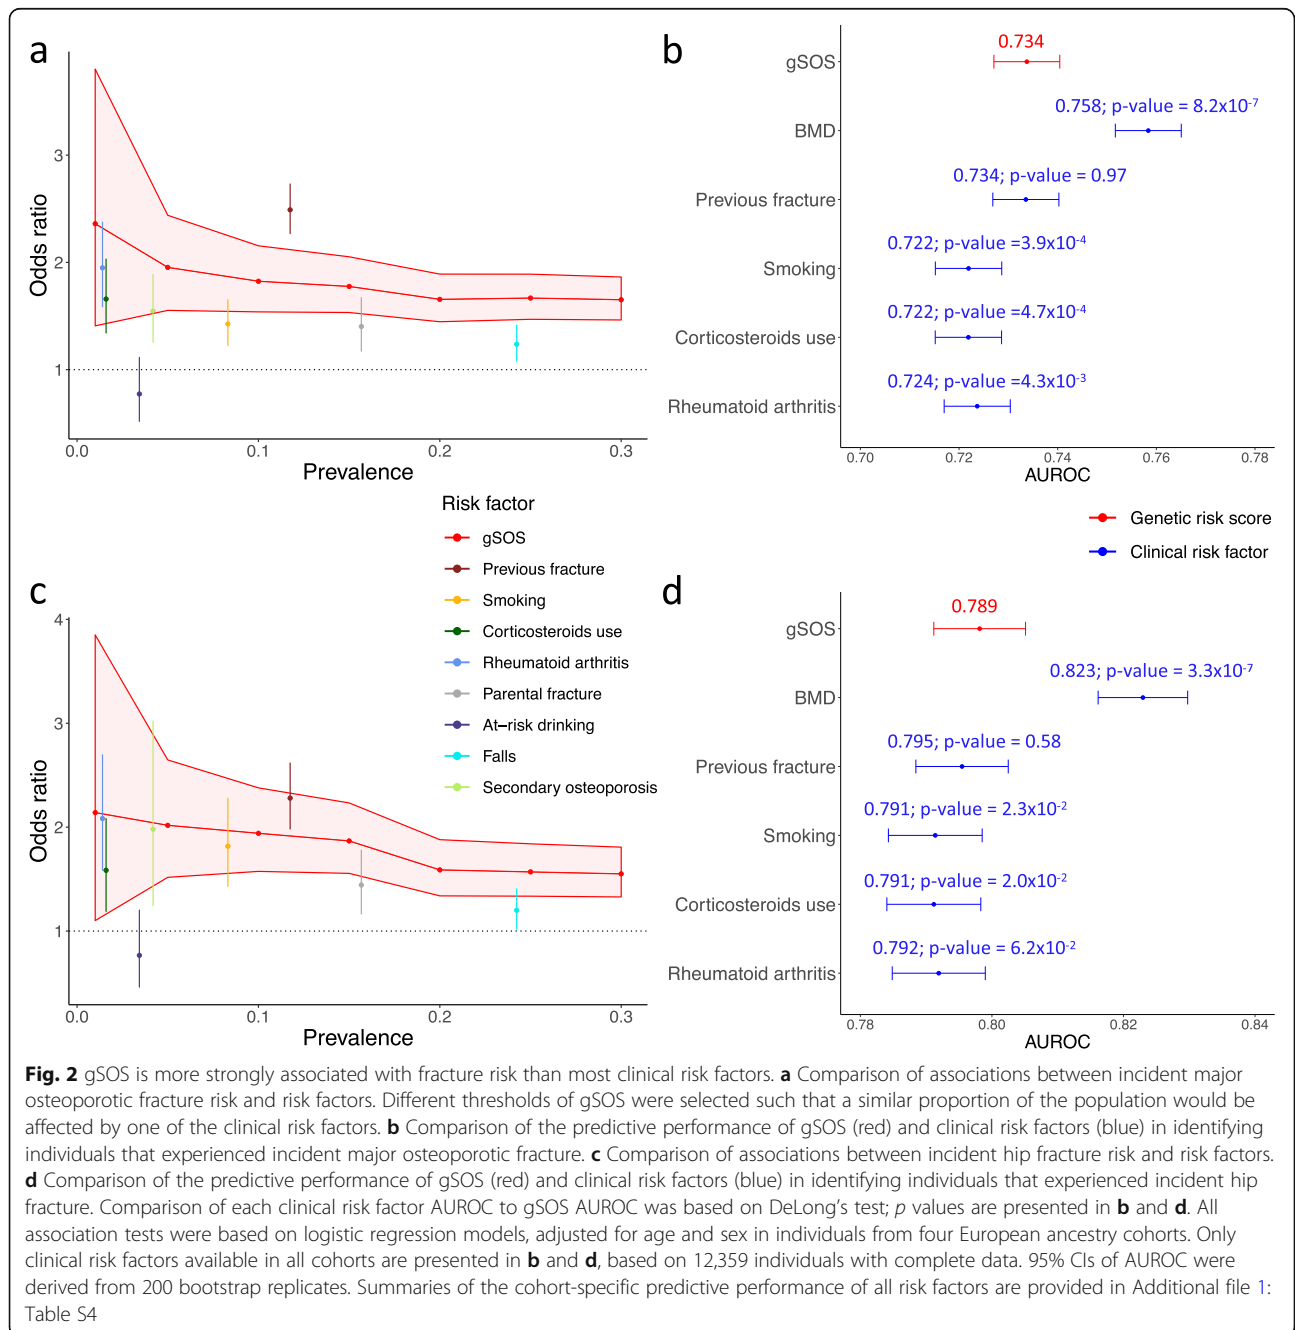 a
Odds ratio
3
2
1
0.0 0.1 0.2 0.3
Prevalence
b
gSOS
BMD
Previous fracture
Smoking
Corticosteroids use
Rheumatoid arthritis
0.734
0.758; p-value = 8.2x10-7
0.734; p-value = 0.97
0.722; p-value =3.9x10-4
0.722; p-value =4.7x10-4
0.724; p-value =4.3x10-3
0.70 0.72 0.74 0.76 0.78
AUROC
Risk factor
gSOS
Previous fracture
Smoking
Corticosteroids use
Rheumatoid arthritis
Parental fracture
At–risk drinking
Falls
Secondary osteoporosis
Genetic risk score
Clinical risk factor
c
Odds ratio
4
3
2
1
0.0 0.1 0.2 0.3
Prevalence
d
gSOS
BMD
Previous fracture
Smoking
Corticosteroids use
Rheumatoid arthritis
0.789
0.823; p-value = 3.3x10-7
0.795; p-value = 0.58
0.791; p-value = 2.3x10-2
0.791; p-value = 2.0x10-2
0.792; p-value = 6.2x10-2
0.78 0.80 0.82 0.84
AUROC
Fig. 2 gSOS is more strongly associated with fracture risk than most clinical risk factors. a Comparison of associations between incident major
osteoporotic fracture risk and risk factors. Different thresholds of gSOS were selected such that a similar proportion of the population would be
affected by one of the clinical risk factors. b Comparison of the predictive performance of gSOS (red) and clinical risk factors (blue) in identifying
individuals that experienced incident major osteoporotic fracture. c Comparison of associations between incident hip fracture risk and risk factors.
d Comparison of the predictive performance of gSOS (red) and clinical risk factors (blue) in identifying individuals that experienced incident hip
fracture. Comparison of each clinical risk factor AUROC to gSOS AUROC was based on DeLong's test; p values are presented in b and d. All
association tests were based on logistic regression models, adjusted for age and sex in individuals from four European ancestry cohorts. Only
clinical risk factors available in all cohorts are presented in b and d, based on 12,359 individuals with complete data. 95% CIs of AUROC were
derived from 200 bootstrap replicates. Summaries of the cohort-specific predictive performance of all risk factors are provided in Additional file 1:
Table S4